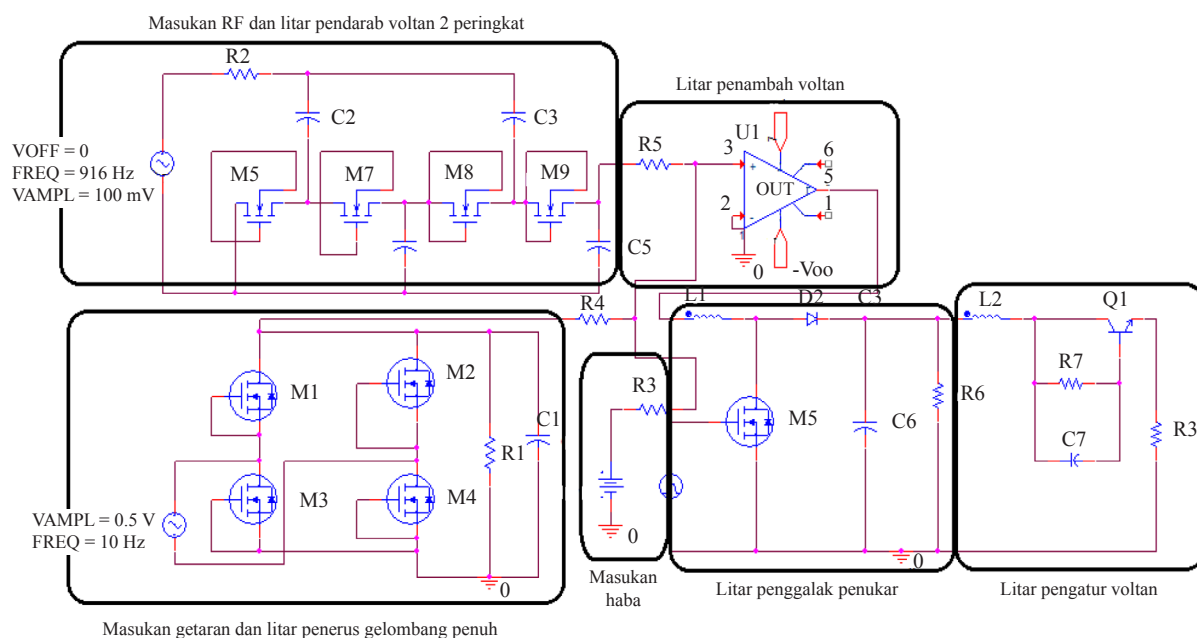 Masukan RF dan litar pendarab voltan 2 peringkat
R2
C2
C3
VOFF = 0
FREQ = 916 Hz
VAMPL = 100 mV
M5
M7
M8
M9
C5
Litar penambah voltan
R5
U1
3
+
7
6
5
OUT
2
-
1
1
0
-Voo
R4
L1
D2
C3
L2
Q1
M1
M2
M3
M4
R1
C1
VAMPL = 0.5 V
FREQ = 10 Hz
0
R3
0
M5
C6
R6
0
R7
C7
R3
Masukan
haba
Litar penggalak penukar
Litar pengatur voltan
Masukan getaran dan litar penerus gelombang penuh